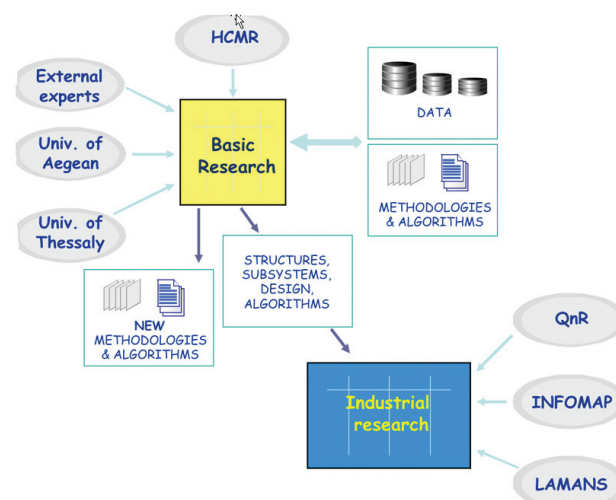 HCMR
External
experts
Univ. of
Aegean
Univ. of
Thessaly
Basic
Research
DATA
METHODOLOGIES
& ALGORITHMS
NEW
METHODOLOGIES
& ALGORITHMS
STRUCTURES,
SUBSYSTEMS,
DESIGN,
ALGORITHMS
Industrial
research
QnR
INFOMAP
LAMANS